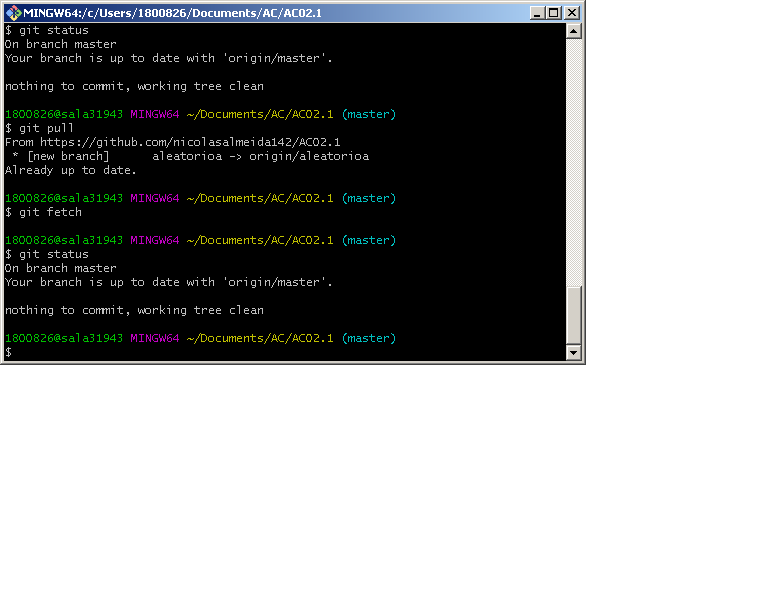 MINGW64:/c/Users/1800826/Documents/AC/AC02.1
$ git status
On branch master
Your branch is up to date with 'origin/master'.
nothing to commit, working tree clean
1800826@sala31943 MINGW64 ~/Documents/AC/AC02.1 (master)
$ git pull
From https://github.com/nicolasalmeida142/AC02.1
 * [new branch]      aleatorioa -> origin/aleatorioa
Already up to date.
1800826@sala31943 MINGW64 ~/Documents/AC/AC02.1 (master)
$ git fetch
1800826@sala31943 MINGW64 ~/Documents/AC/AC02.1 (master)
$ git status
On branch master
Your branch is up to date with 'origin/master'.
nothing to commit, working tree clean
1800826@sala31943 MINGW64 ~/Documents/AC/AC02.1 (master)
$